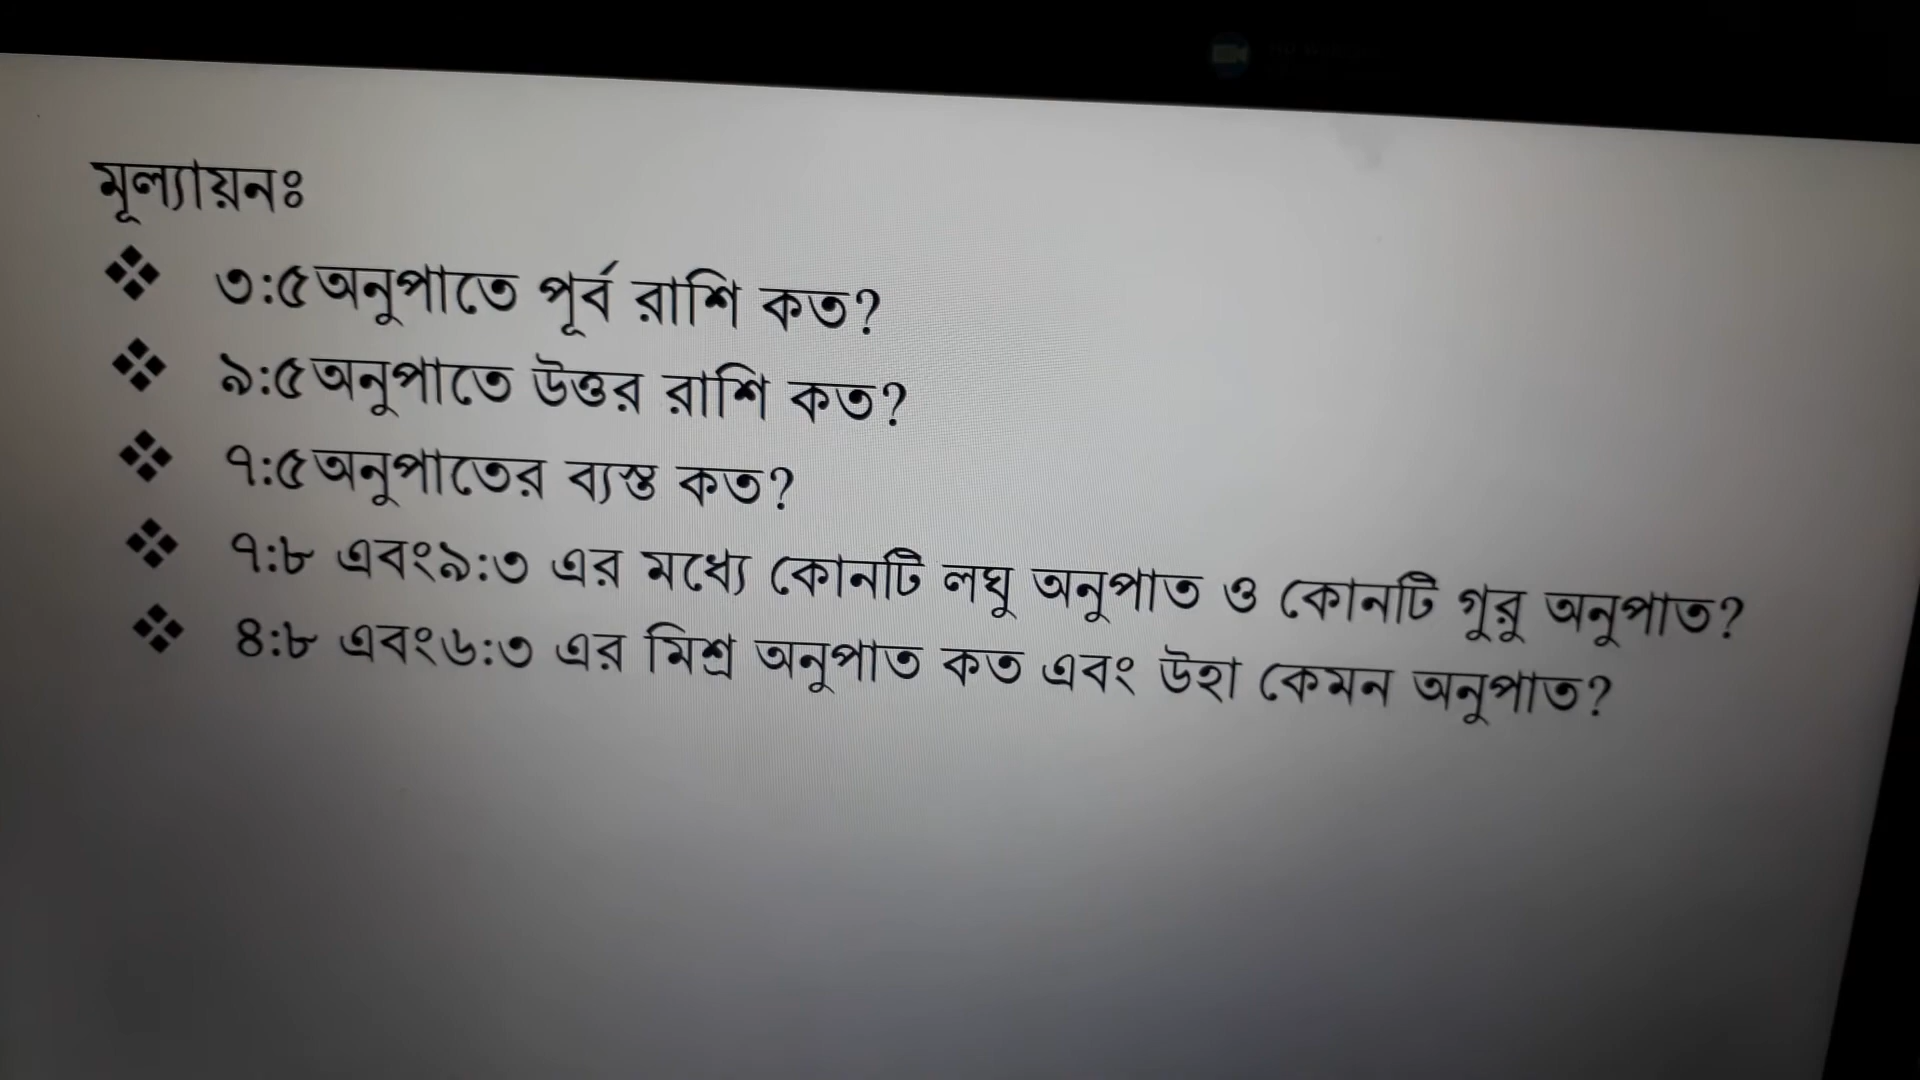 মূল্যায়নঃ
❖ ৩:৫অনুপাতে পূর্ব রাশি কত?
❖ ৯:৫অনুপাতে উত্তর রাশি কত?
❖ ৭:৫অনুপাতের ব্যস্ত কত?
❖ ৭:৮ এবং৯:৩ এর মধ্যে কোনটি লঘু অনুপাত ও কোনটি গুরু অনুপাত?
❖ ৪:৮ এবং৬:৩ এর মিশ্র অনুপাত কত এবং উহা কেমন অনুপাত?